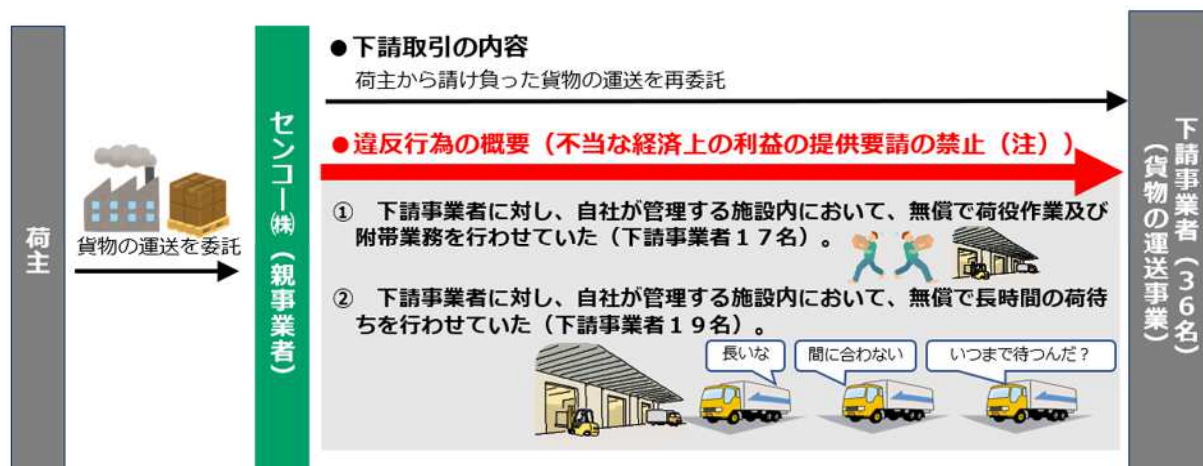 荷主
貨物の運送を委託
センコー㈱（親事業者）
●下請取引の内容
荷主から請け負った貨物の運送を再委託
●違反行為の概要（不当な経済上の利益の提供要請の禁止（注））
①　下請事業者に対し、自社が管理する施設内において、無償で荷役作業及び
附帯業務を行わせていた（下請事業者１７名）。
②　下請事業者に対し、自社が管理する施設内において、無償で長時間の荷待
ちを行わせていた（下請事業者１９名）。
長いな
間に合わない
いつまで待つんだ？
下請事業者（３６名）
（貨物の運送事業）